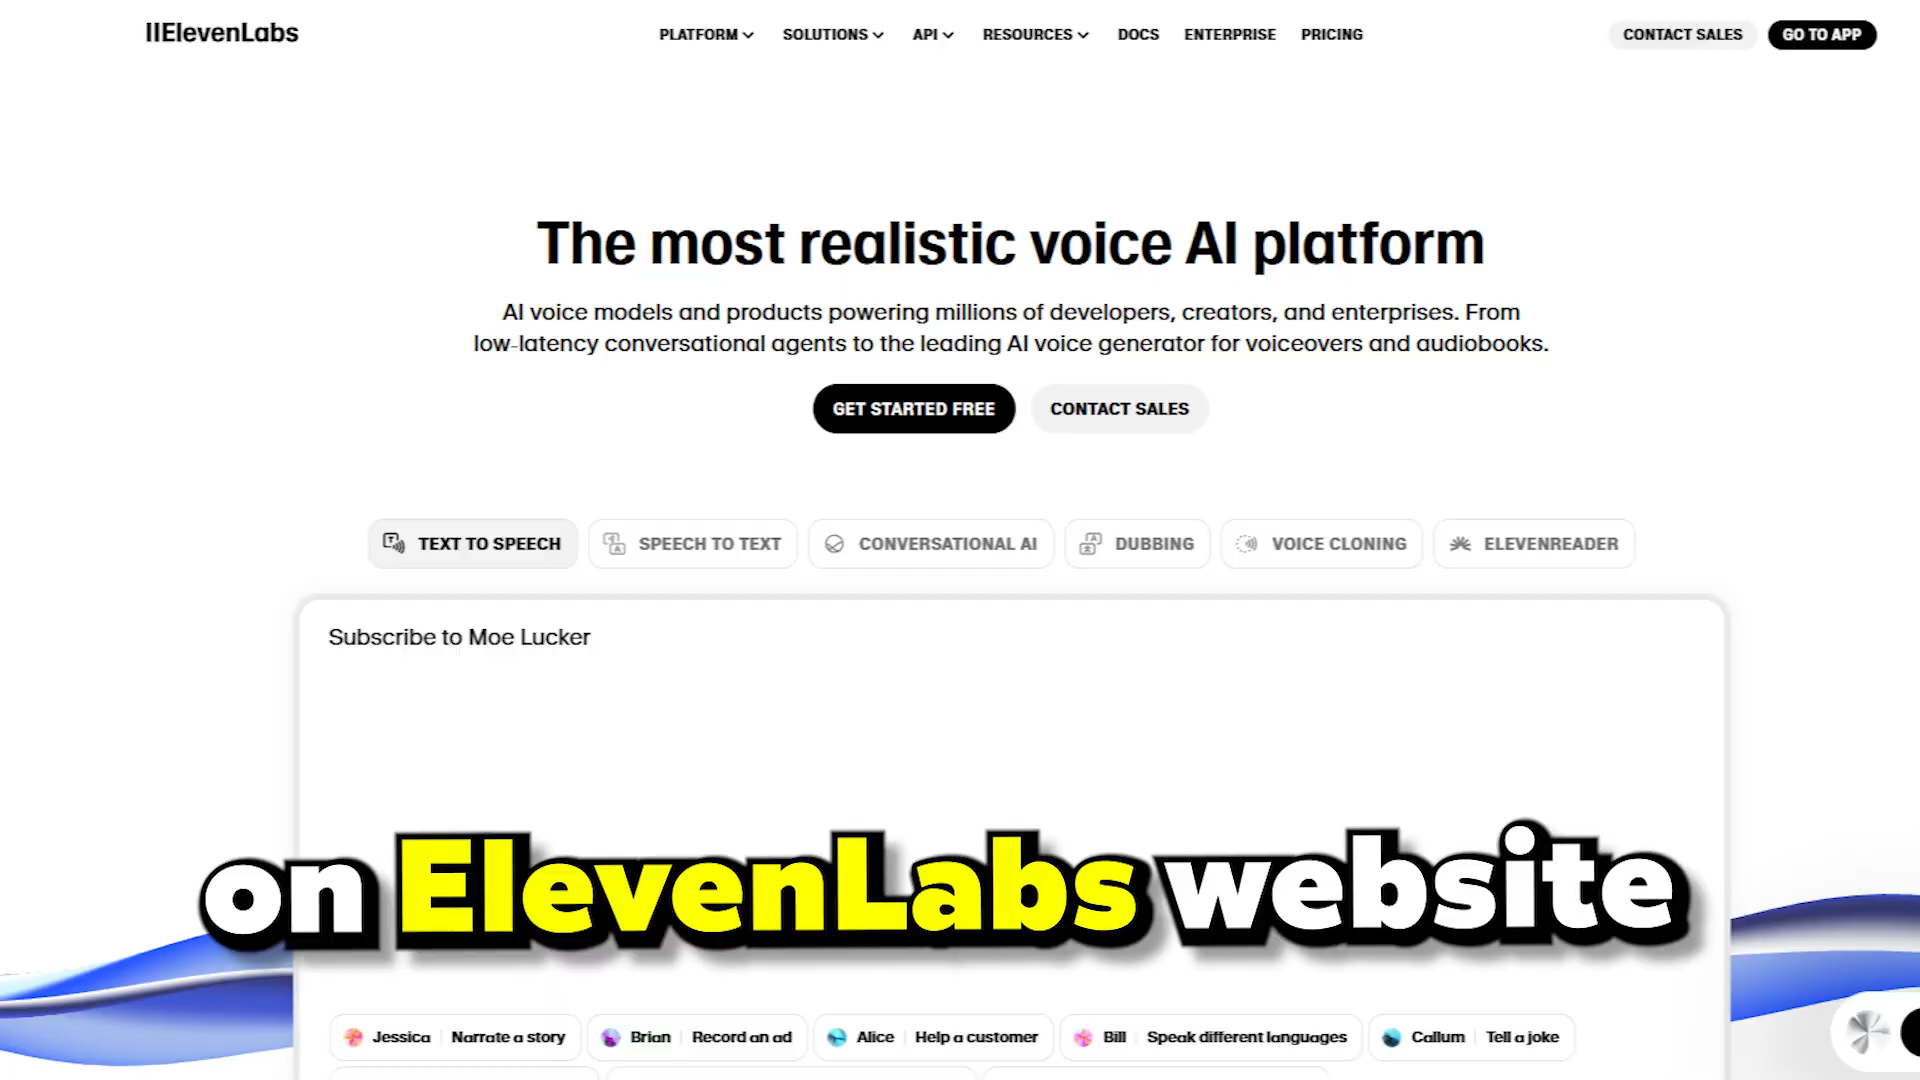 IIElevenLabs
PLATFORM
SOLUTIONS
API
RESOURCES
DOCS
ENTERPRISE
PRICING
CONTACT SALES
GO TO APP
The most realistic voice AI platform
AI voice models and products powering millions of developers, creators, and enterprises. From
low-latency conversational agents to the leading AI voice generator for voiceovers and audiobooks.
GET STARTED FREE
CONTACT SALES
TEXT TO SPEECH
SPEECH TO TEXT
CONVERSATIONAL AI
DUBBING
VOICE CLONING
ELEVENREADER
Subscribe to Moe Lucker
on ElevenLabs website
Jessica Narrate a story
Brian Record an ad
Alice Help a customer
Bill Speak different languages
Callum Tell a joke